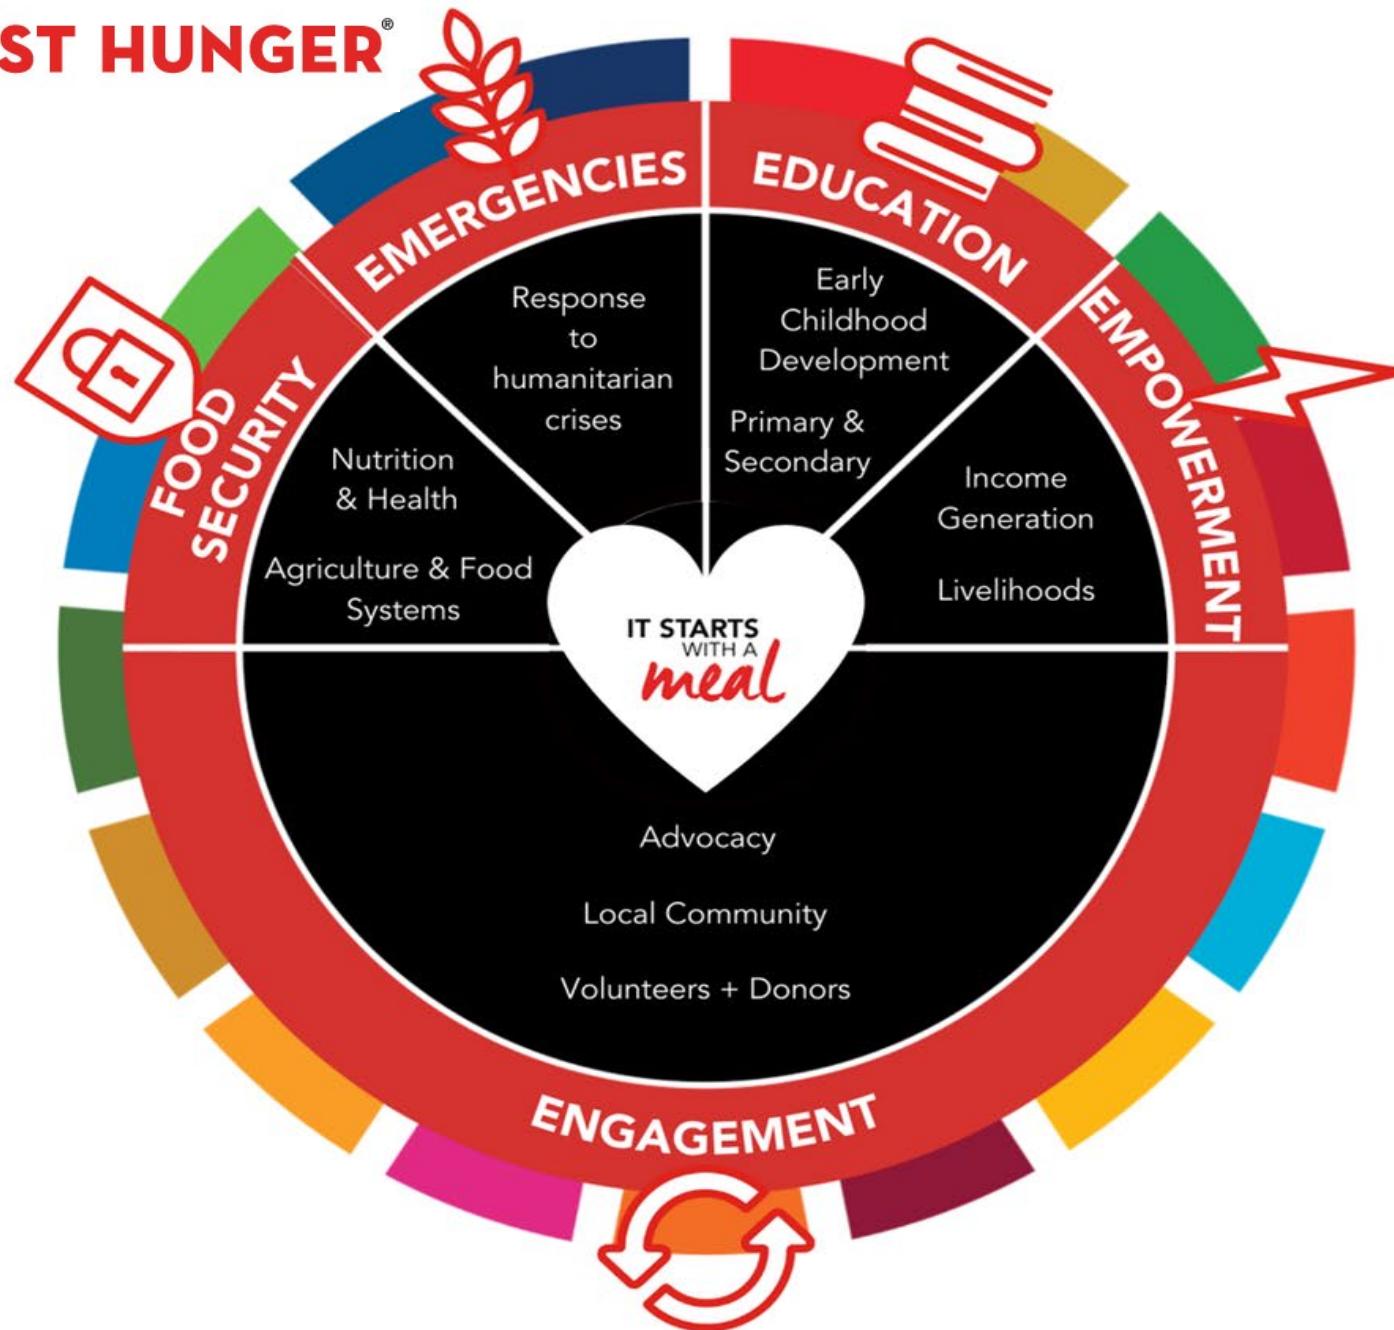 ST HUNGER®
EMERGENCIES
EDUCATION
EMPOWERMENT
FOOD
SECURITY
Response
to
humanitarian
crises
Early
Childhood
Development
Primary &
Secondary
Income
Generation
Livelihoods
Nutrition
& Health
Agriculture & Food
Systems
IT STARTS
WITH A
meal
Advocacy
Local Community
Volunteers + Donors
ENGAGEMENT